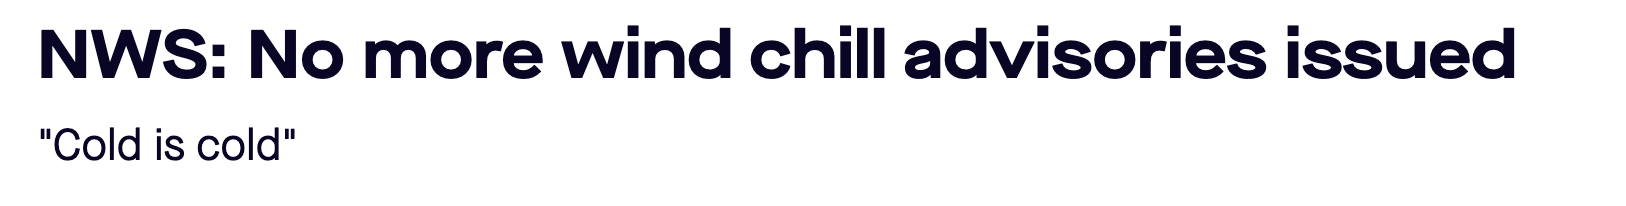 NWS: No more wind chill advisories issued
"Cold is cold"